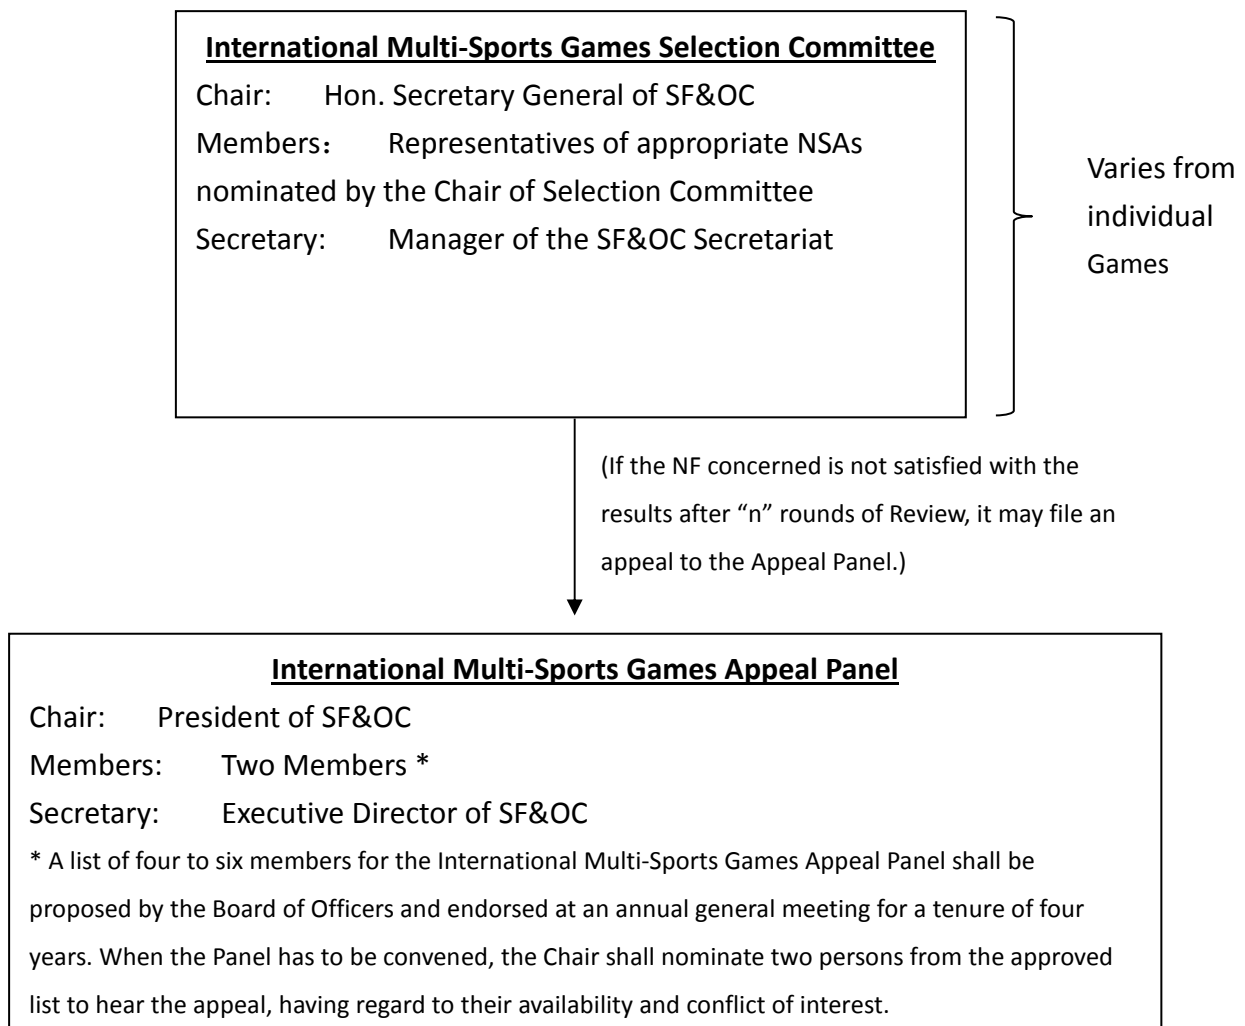 International Multi-Sports Games Selection Committee
Chair: Hon. Secretary General of SF&OC
Members： Representatives of appropriate NSAs
nominated by the Chair of Selection Committee
Secretary: Manager of the SF&OC Secretariat
Varies from
individual
Games
(If the NF concerned is not satisfied with the
results after “n” rounds of Review, it may file an
appeal to the Appeal Panel.)
International Multi-Sports Games Appeal Panel
Chair: President of SF&OC
Members: Two Members *
Secretary: Executive Director of SF&OC
* A list of four to six members for the International Multi-Sports Games Appeal Panel shall be
proposed by the Board of Officers and endorsed at an annual general meeting for a tenure of four
years. When the Panel has to be convened, the Chair shall nominate two persons from the approved
list to hear the appeal, having regard to their availability and conflict of interest.